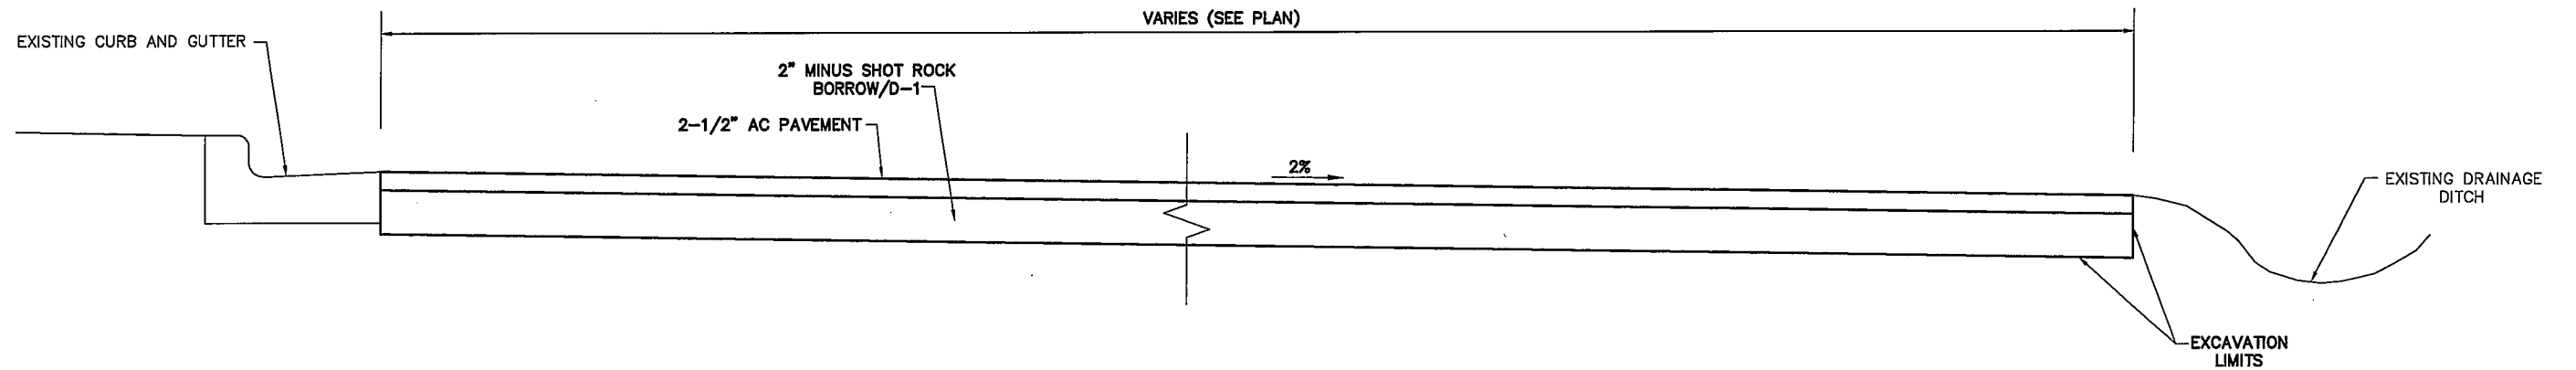 VARIES (SEE PLAN)
EXISTING CURB AND GUTTER
2" MINUS SHOT ROCK
BORROW/D-1
2-1/2" AC PAVEMENT
2%
EXISTING DRAINAGE
DITCH
EXCAVATION
LIMITS